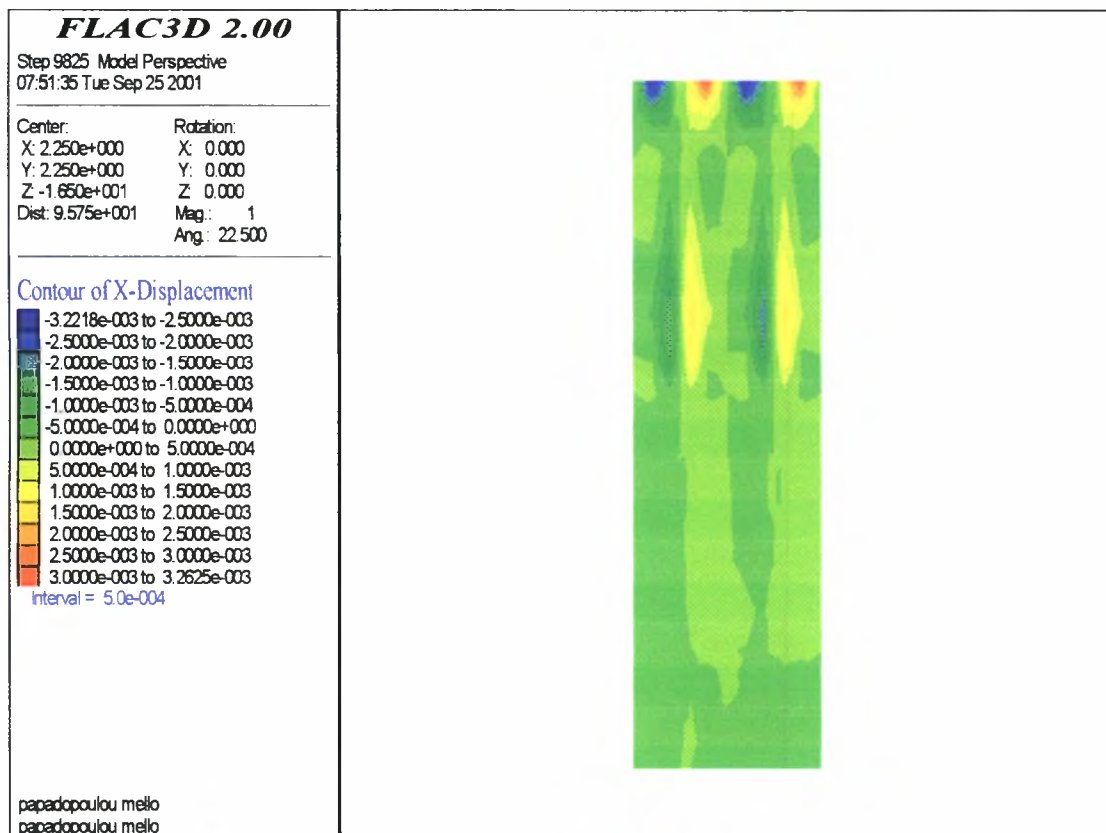 FLAC3D 2.00
Step 9825 Model Perspective
07:51:35 Tue Sep 25 2001
Center: Rotation:
X: 2.250e+000 X: 0.000
Y: 2.250e+000 Y: 0.000
Z: -1.650e+001 Z: 0.000
Dist: 9.575e+001 Mag.: 1
Ang.: 22.500
Contour of X-Displacement
-3.2218e-003 to -2.5000e-003
-2.5000e-003 to -2.0000e-003
-2.0000e-003 to -1.5000e-003
-1.5000e-003 to -1.0000e-003
-1.0000e-003 to -5.0000e-004
-5.0000e-004 to 0.0000e+000
0.0000e+000 to 5.0000e-004
5.0000e-004 to 1.0000e-003
1.0000e-003 to 1.5000e-003
1.5000e-003 to 2.0000e-003
2.0000e-003 to 2.5000e-003
2.5000e-003 to 3.0000e-003
3.0000e-003 to 3.2625e-003
Interval = 5.0e-004
papadopoulou mello
papadopoulou mello